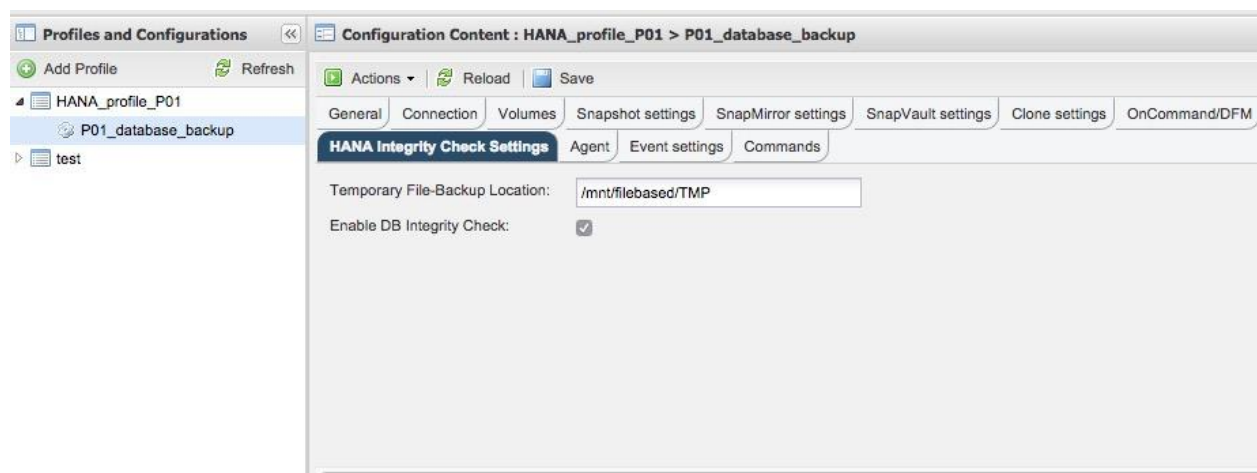 Profiles and Configurations
Add Profile Refresh
HANA_profile_P01
P01_database_backup
test
Configuration Content : HANA_profile_P01 > P01_database_backup
Actions Reload Save
General Connection Volumes Snapshot settings SnapMirror settings SnapVault settings Clone settings OnCommand/DFM
HANA Integrity Check Settings Agent Event settings Commands
Temporary File-Backup Location: /mnt/filebased/TMP
Enable DB Integrity Check: